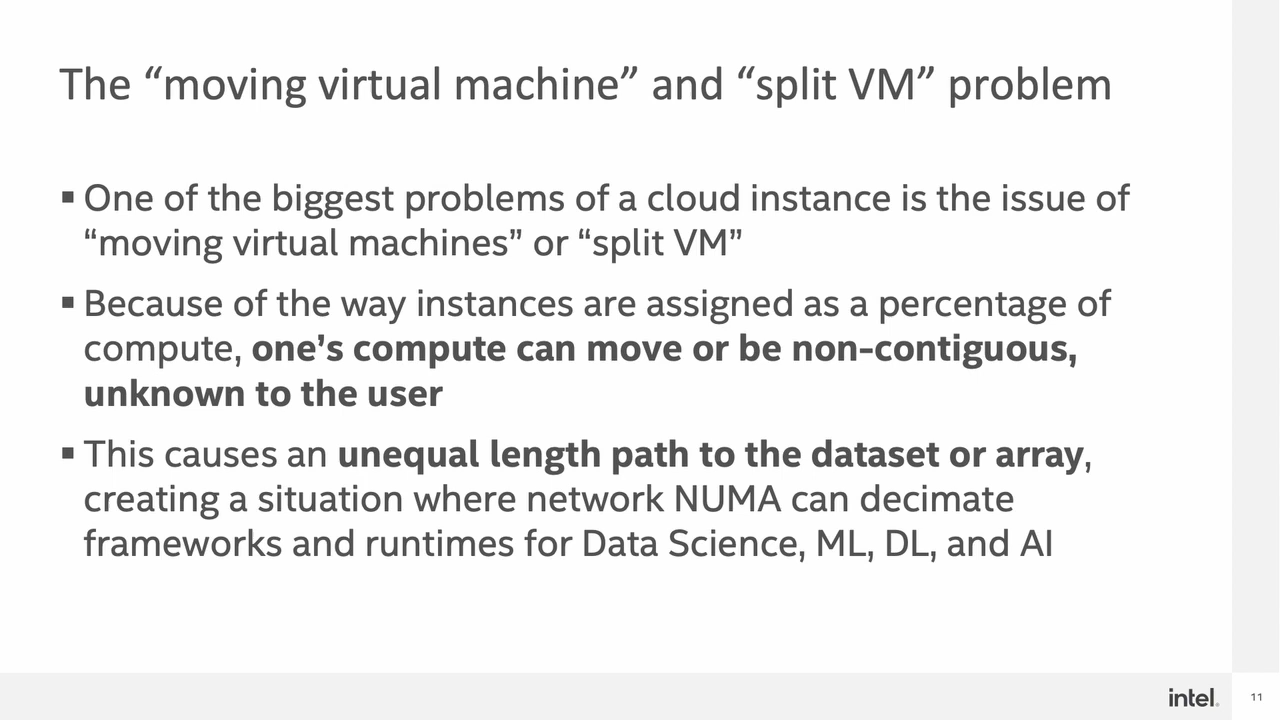 The “moving virtual machine” and “split VM” problem
▪ One of the biggest problems of a cloud instance is the issue of
“moving virtual machines” or “split VM”
▪ Because of the way instances are assigned as a percentage of
compute, one’s compute can move or be non-contiguous,
unknown to the user
▪ This causes an unequal length path to the dataset or array,
creating a situation where network NUMA can decimate
frameworks and runtimes for Data Science, ML, DL, and AI
intel.
11